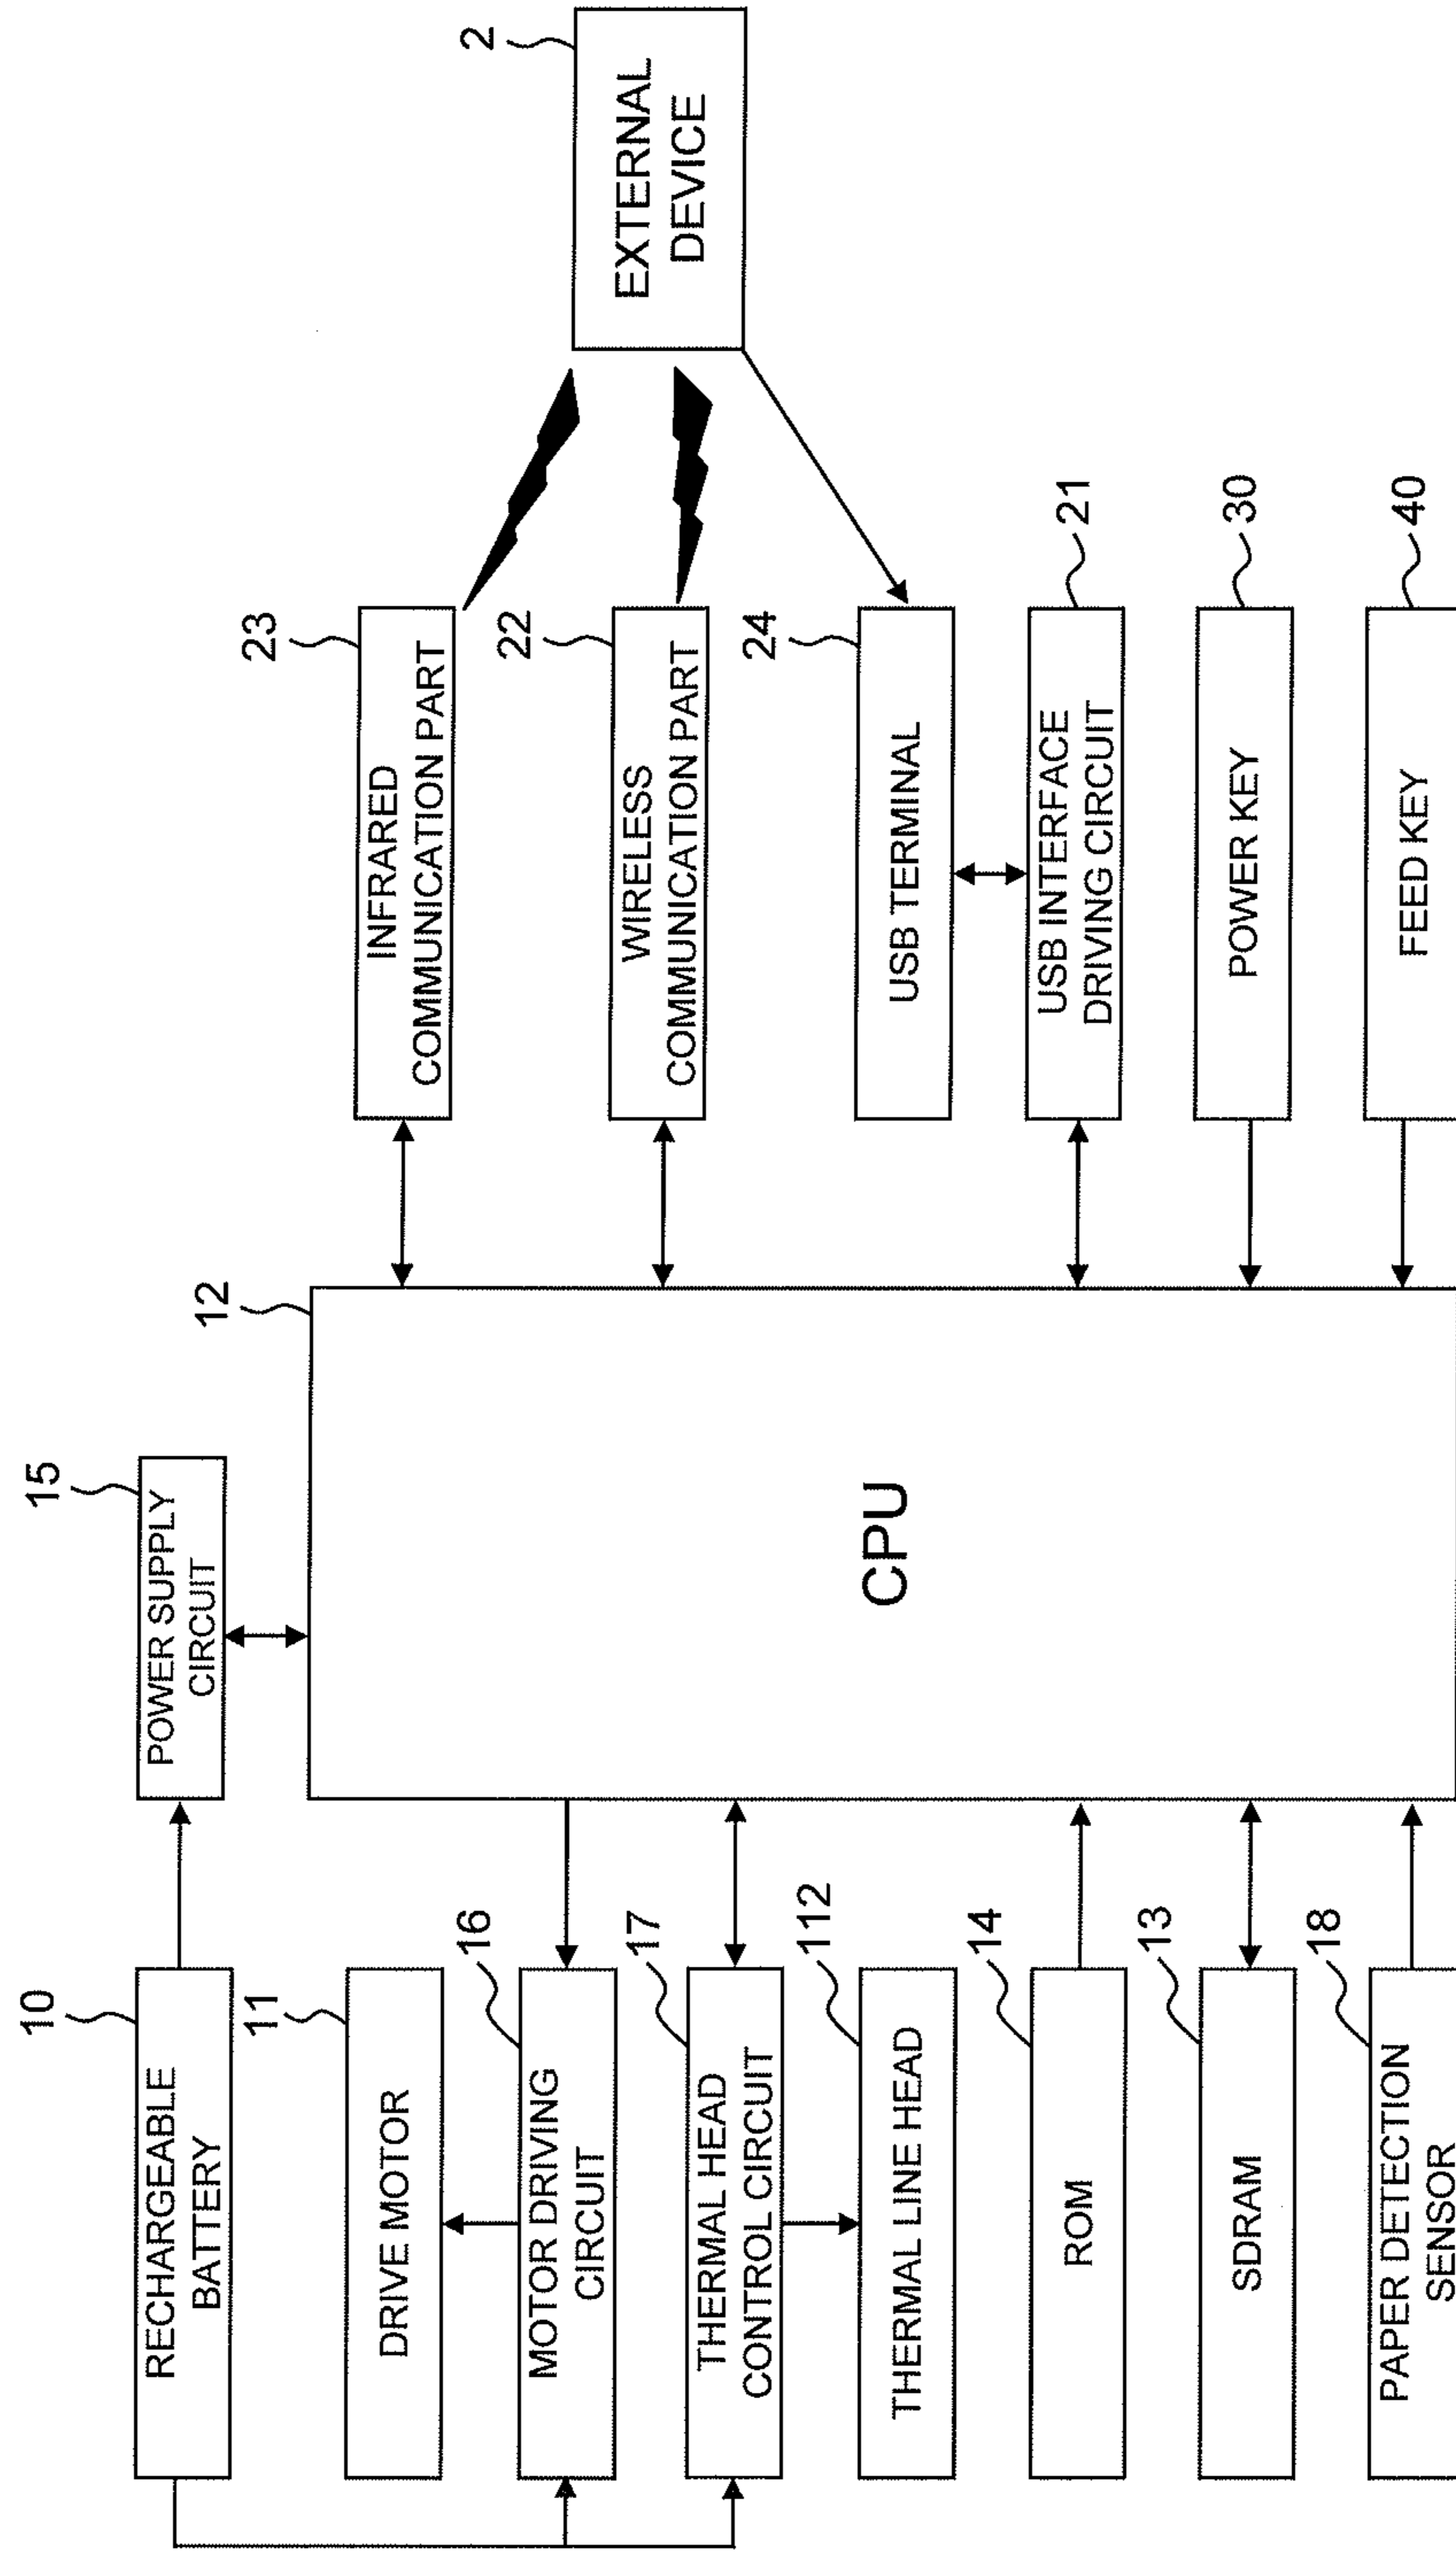 10
RECHARGEABLE
BATTERY
15
POWER SUPPLY
CIRCUIT
11
DRIVE MOTOR
16
MOTOR DRIVING
CIRCUIT
17
THERMAL HEAD
CONTROL CIRCUIT
112
THERMAL LINE HEAD
14
ROM
13
SDRAM
18
PAPER DETECTION
SENSOR
12
CPU
23
INFRARED
COMMUNICATION PART
22
WIRELESS
COMMUNICATION PART
24
USB TERMINAL
21
USB INTERFACE
DRIVING CIRCUIT
30
POWER KEY
40
FEED KEY
2
EXTERNAL
DEVICE